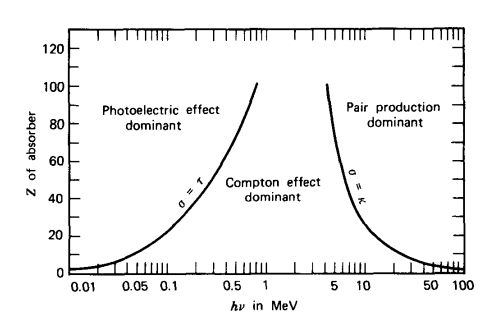 120
100
80
60
40
20
0
Z of absorber
Photoelectric effect
dominant
Pair production
dominant
Compton effect
dominant
σ = τ
σ = κ
0.01 0.05 0.1 0.5 1 5 10 50 100
hν in MeV